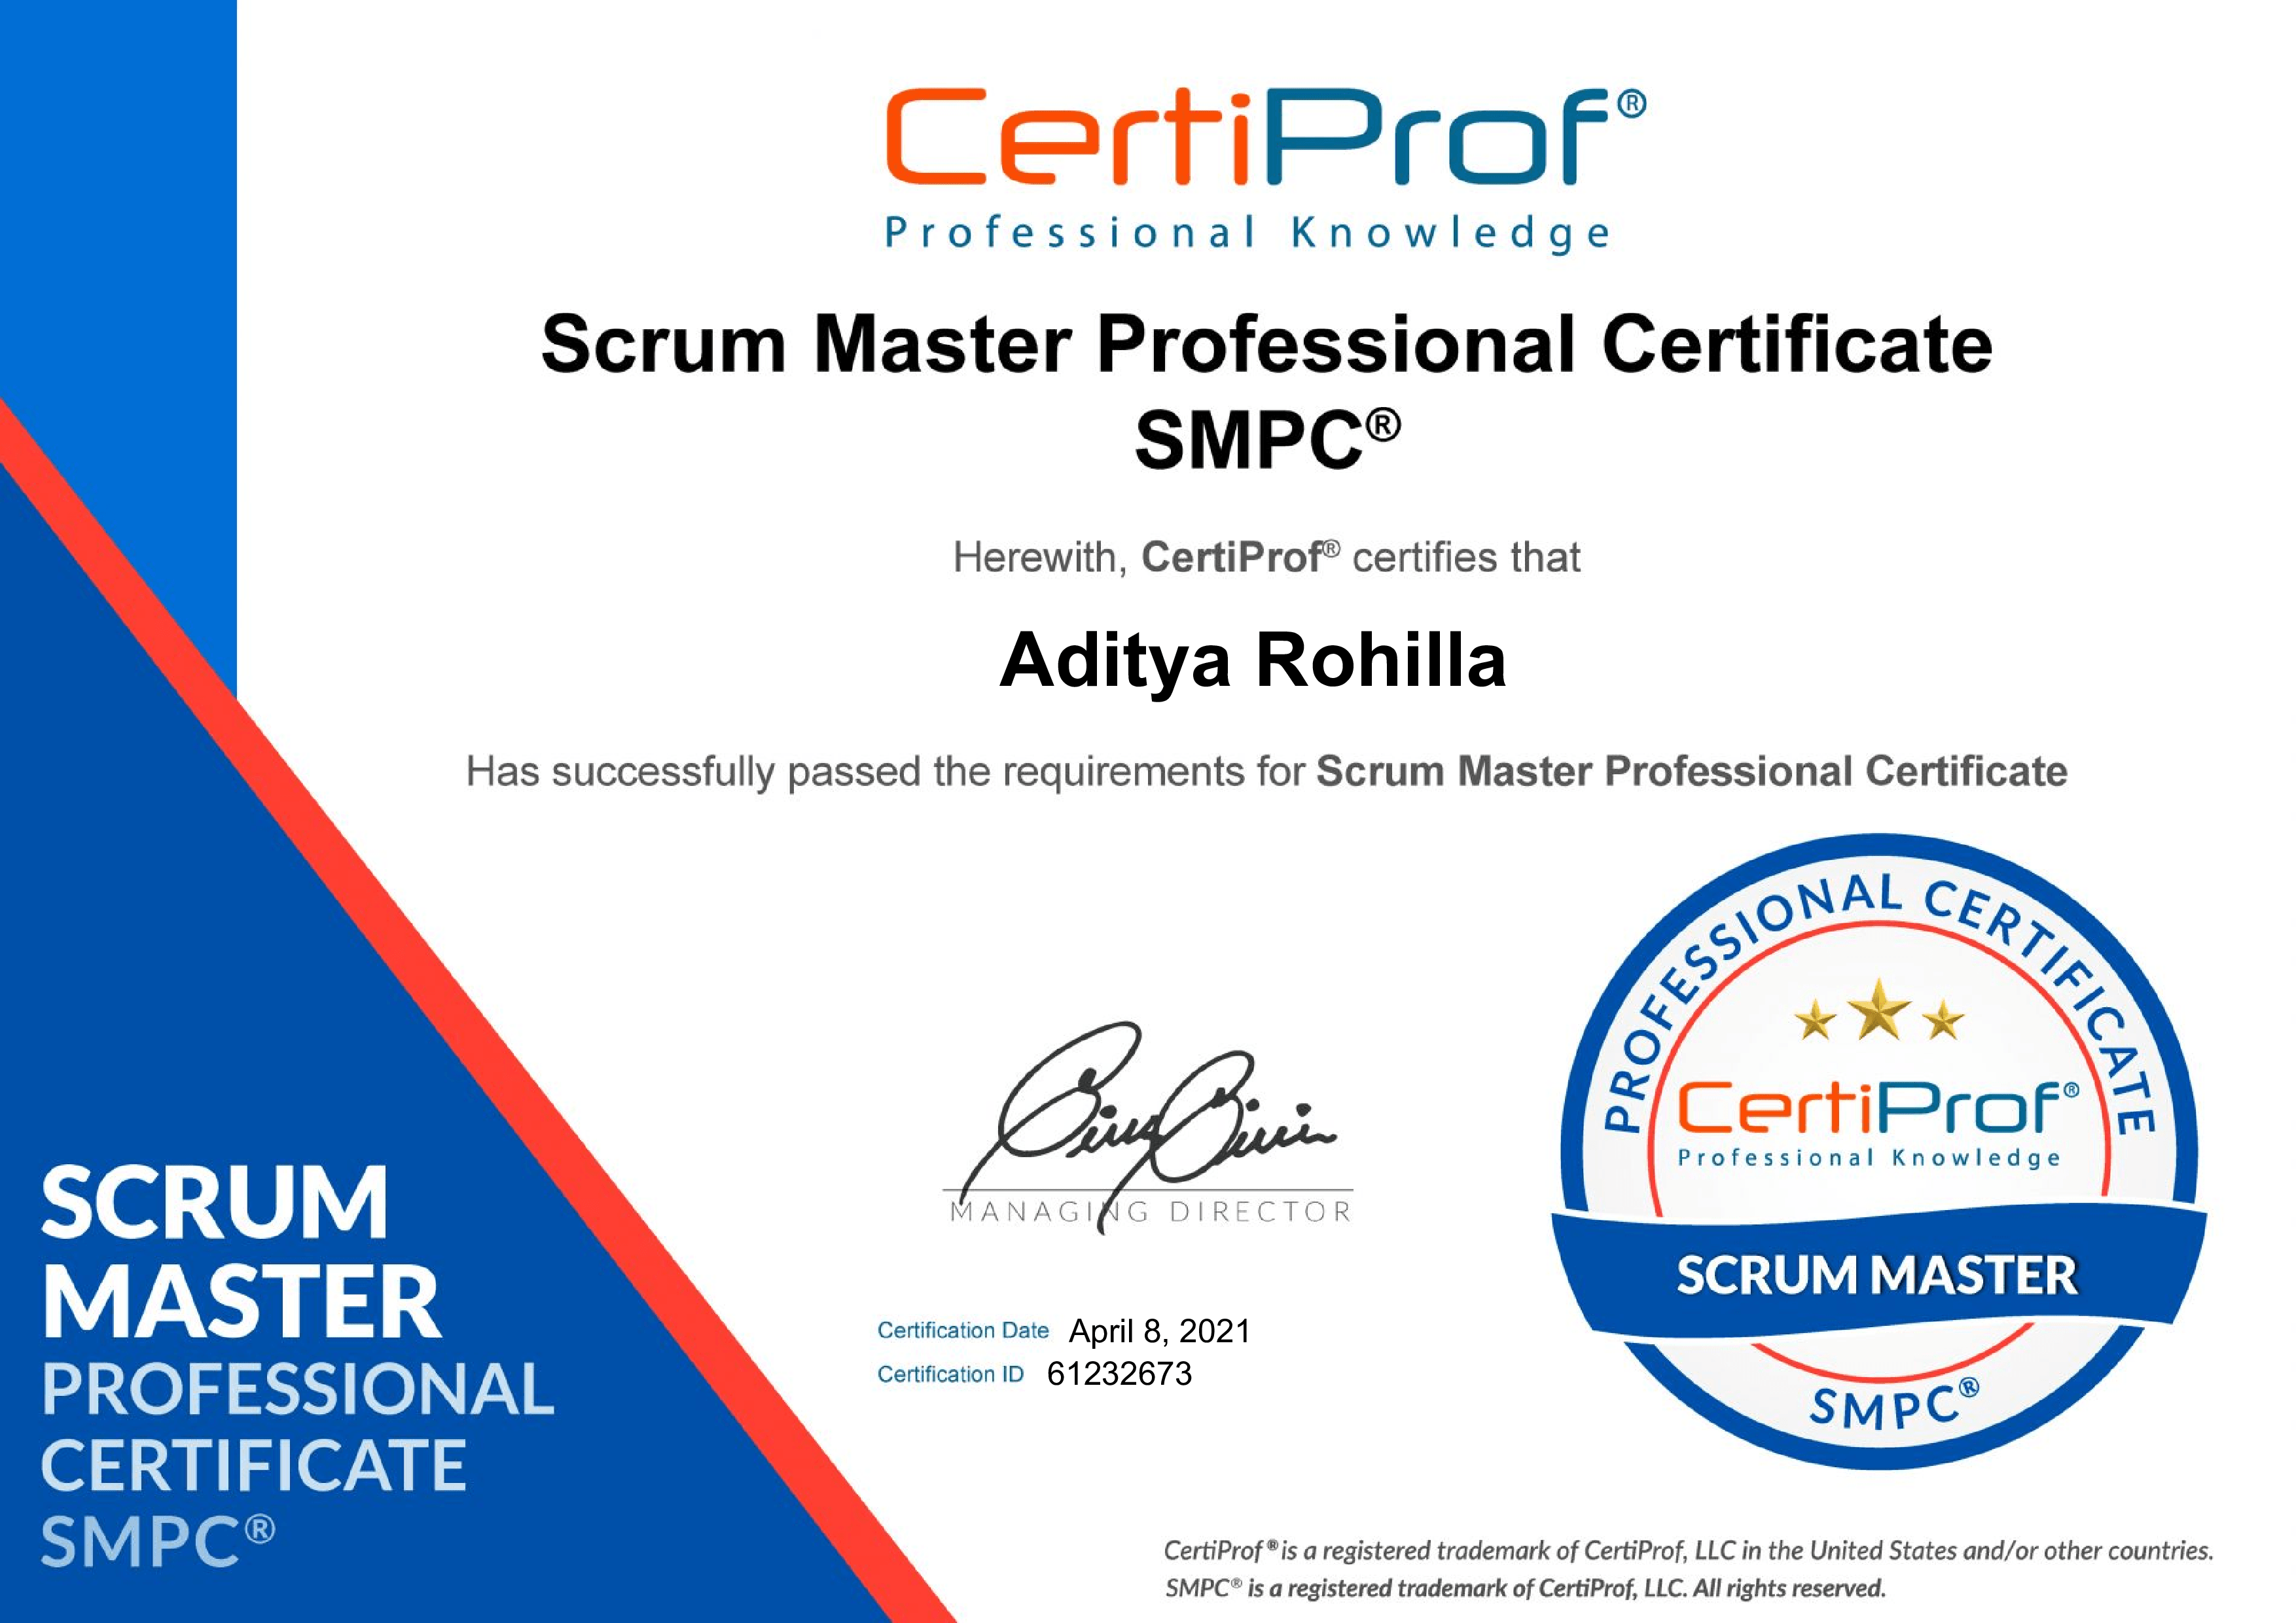 CertiProf®
Professional Knowledge
Scrum Master Professional Certificate
SMPC®
Herewith, CertiProf® certifies that
Aditya Rohilla
Has successfully passed the requirements for Scrum Master Professional Certificate
MANAGING DIRECTOR
Certification Date April 8, 2021
Certification ID 61232673
PROFESSIONAL CERTIFICATE
CertiProf®
Professional Knowledge
SCRUM MASTER
SMPC®
SCRUM
MASTER
PROFESSIONAL
CERTIFICATE
SMPC®
CertiProf® is a registered trademark of CertiProf, LLC in the United States and/or other countries.
SMPC® is a registered trademark of CertiProf, LLC. All rights reserved.